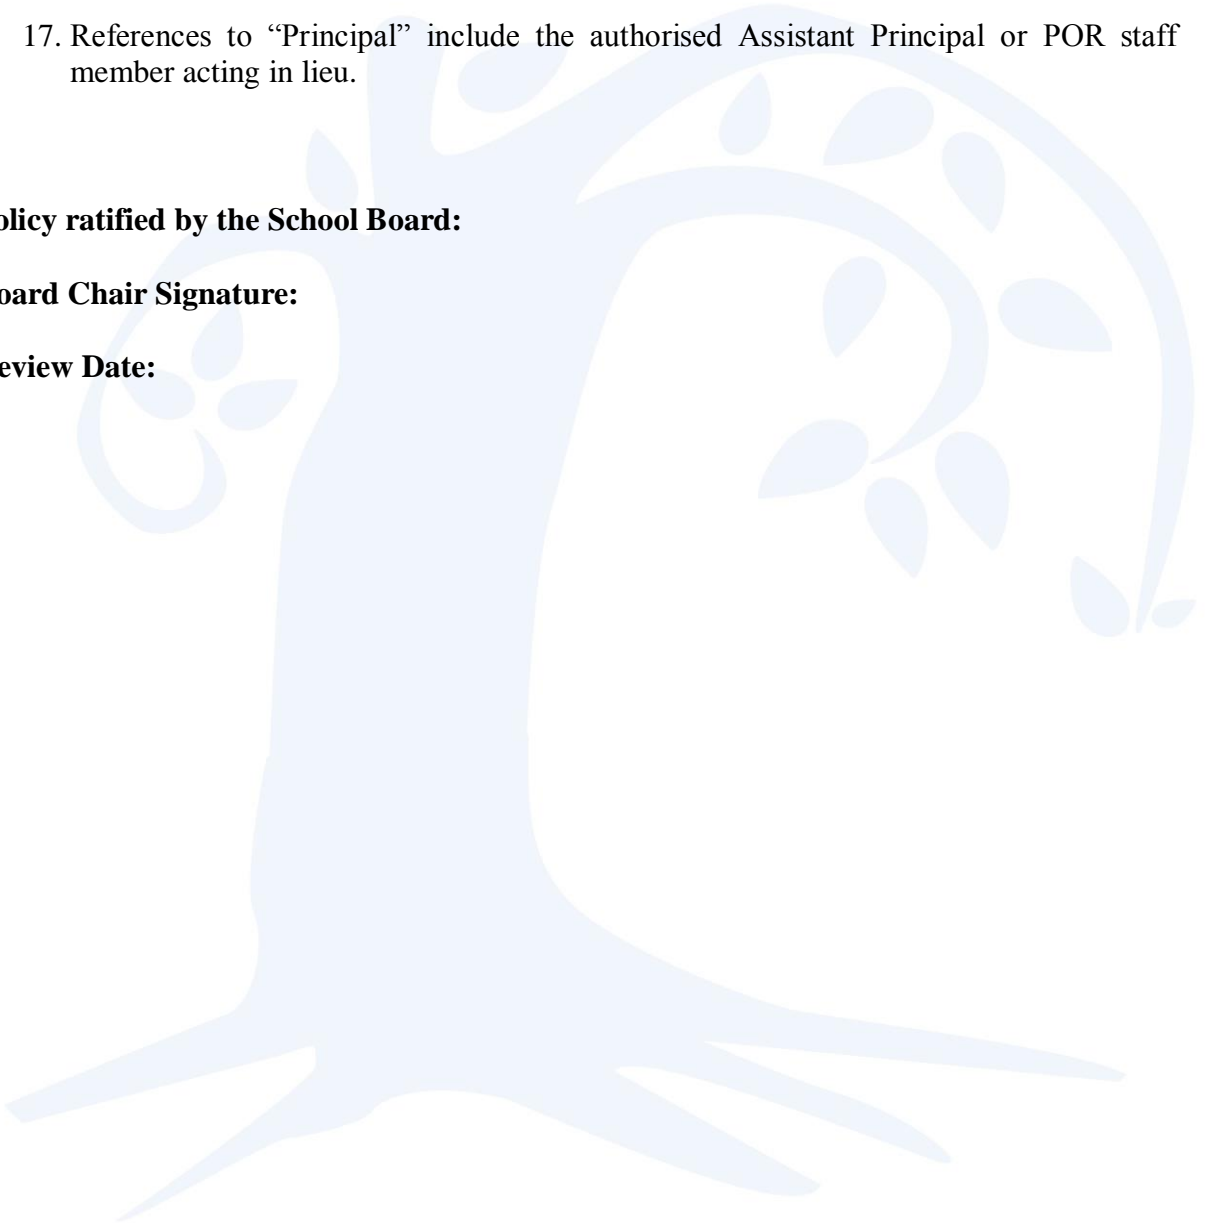 17. References to “Principal” include the authorised Assistant Principal or POR staff
member acting in lieu.
olicy ratified by the School Board:
oard Chair Signature:
eview Date: